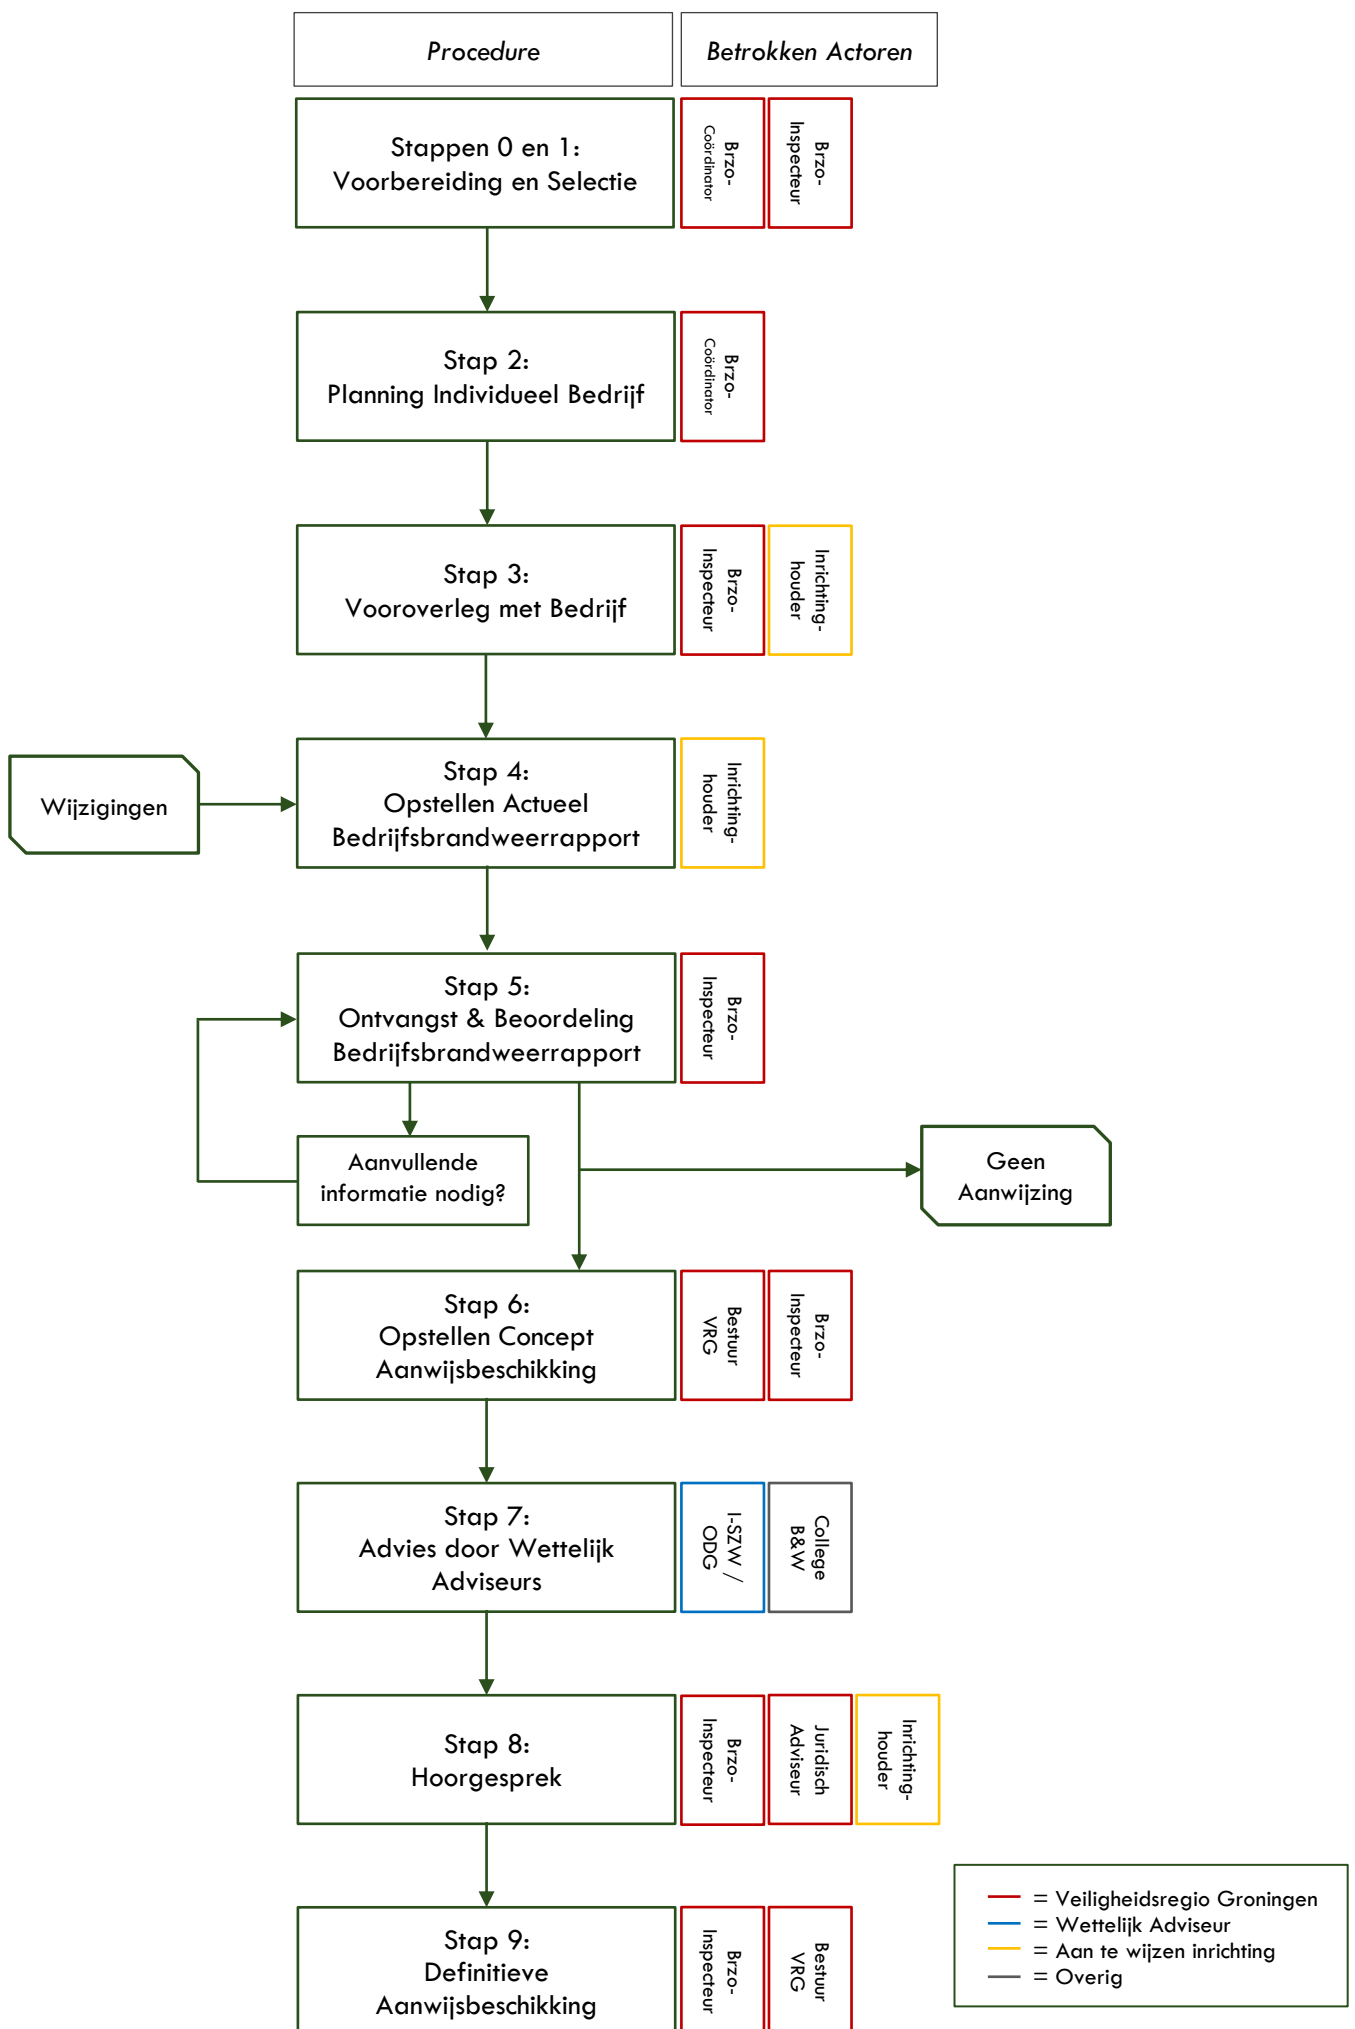 Procedure
Betrokken Actoren
Stappen 0 en 1:
Voorbereiding en Selectie
Brzo-
Coördinator
Brzo-
Inspecteur
Stap 2:
Planning Individueel Bedrijf
Brzo-
Coördinator
Stap 3:
Vooroverleg met Bedrijf
Brzo-
Inspecteur
Inrichting-
houder
Wijzigingen
Stap 4:
Opstellen Actueel
Bedrijfsbrandweerrapport
Inrichting-
houder
Stap 5:
Ontvangst & Beoordeling
Bedrijfsbrandweerrapport
Brzo-
Inspecteur
Aanvullende
informatie nodig?
Geen
Aanwijzing
Stap 6:
Opstellen Concept
Aanwijsbeschikking
Bestuur
VRG
Brzo-
Inspecteur
Stap 7:
Advies door Wettelijk
Adviseurs
I-SZW /
ODG
College
B&W
Stap 8:
Hoorgesprek
Brzo-
Inspecteur
Juridisch
Adviseur
Inrichting-
houder
Stap 9:
Definitieve
Aanwijsbeschikking
Brzo-
Inspecteur
Bestuur
VRG
= Veiligheidsregio Groningen
= Wettelijk Adviseur
= Aan te wijzen inrichting
= Overig